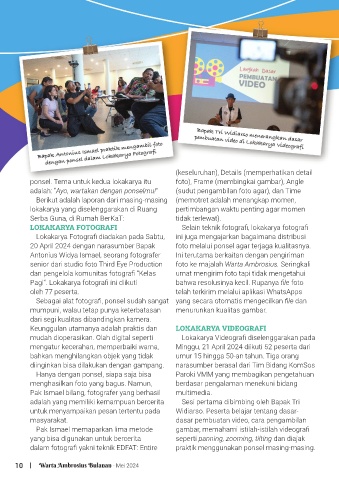 Latihan Dasar
PEMBUATAN
VIDEO
Bapak Antonius Ismael praktik mengambil foto
dengan ponsel dalam Lokakarya Fotografi.
Bapak Tri Widiarso menerangkan dasar
pembuatan video di Lokakarya Videografi.
ponsel. Tema untuk kedua lokakarya itu
adalah: “Ayo, wartakan dengan ponselmu!”
Berikut adalah laporan dari masing-masing
lokakarya yang diselenggarakan di Ruang
Serba Guna, di Rumah BerKaT:
LOKAKARYA FOTOGRAFI
Lokakarya Fotografi diadakan pada Sabtu,
20 April 2024 dengan narasumber Bapak
Antonius Widya Ismael, seorang fotografer
senior dari studio foto Third Eye Production
dan pengelola komunitas fotografi “Kelas
Pagi”. Lokakarya fotografi ini diikuti
oleh 77 peserta.
Sebagai alat fotografi, ponsel sudah sangat
mumpuni, walau tetap punya keterbatasan
dari segi kualitas dibandingkan kamera.
Keunggulan utamanya adalah praktis dan
mudah dioperasikan. Olah digital seperti
mengatur kecerahan, memperbaiki warna,
bahkan menghilangkan objek yang tidak
diinginkan bisa dilakukan dengan gampang.
Hanya dengan ponsel, siapa saja bisa
menghasilkan foto yang bagus. Namun,
Pak Ismael bilang, fotografer yang berhasil
adalah yang memiliki kemampuan bercerita
untuk menyampaikan pesan tertentu pada
masyarakat.
Pak Ismael memaparkan lima metode
yang bisa digunakan untuk bercerita
dalam fotografi yakni teknik EDFAT: Entire
(keseluruhan), Details (memperhatikan detail
foto), Frame (membingkai gambar), Angle
(sudut pengambilan foto agar), dan Time
(memotret adalah menangkap momen,
pertimbangan waktu penting agar momen
tidak terlewat).
Selain teknik fotografi, lokakarya fotografi
ini juga mengajarkan bagaimana distribusi
foto melalui ponsel agar terjaga kualitasnya.
Ini terutama berkaitan dengan pengiriman
foto ke majalah Warta Ambrosius. Seringkali
umat mengirim foto tapi tidak mengetahui
bahwa resolusinya kecil. Rupanya file foto
telah terkirim melalui aplikasi WhatsApps
yang secara otomatis mengecilkan file dan
menurunkan kualitas gambar.
LOKAKARYA VIDEOGRAFI
Lokakarya Videografi diselenggarakan pada
Minggu, 21 April 2024 diikuti 52 peserta dari
umur 15 hingga 50-an tahun. Tiga orang
narasumber berasal dari Tim Bidang KomSos
Paroki VMM yang membagikan pengetahuan
berdasar pengalaman menekuni bidang
multimedia.
Sesi pertama dibimbing oleh Bapak Tri
Widiarso. Peserta belajar tentang dasar-
dasar pembuatan video, cara pengambilan
gambar, memahami istilah-istilah videografi
seperti panning, zooming, tilting dan diajak
praktik menggunakan ponsel masing-masing.
10 | Warta Ambrosius Bulanan Mei 2024